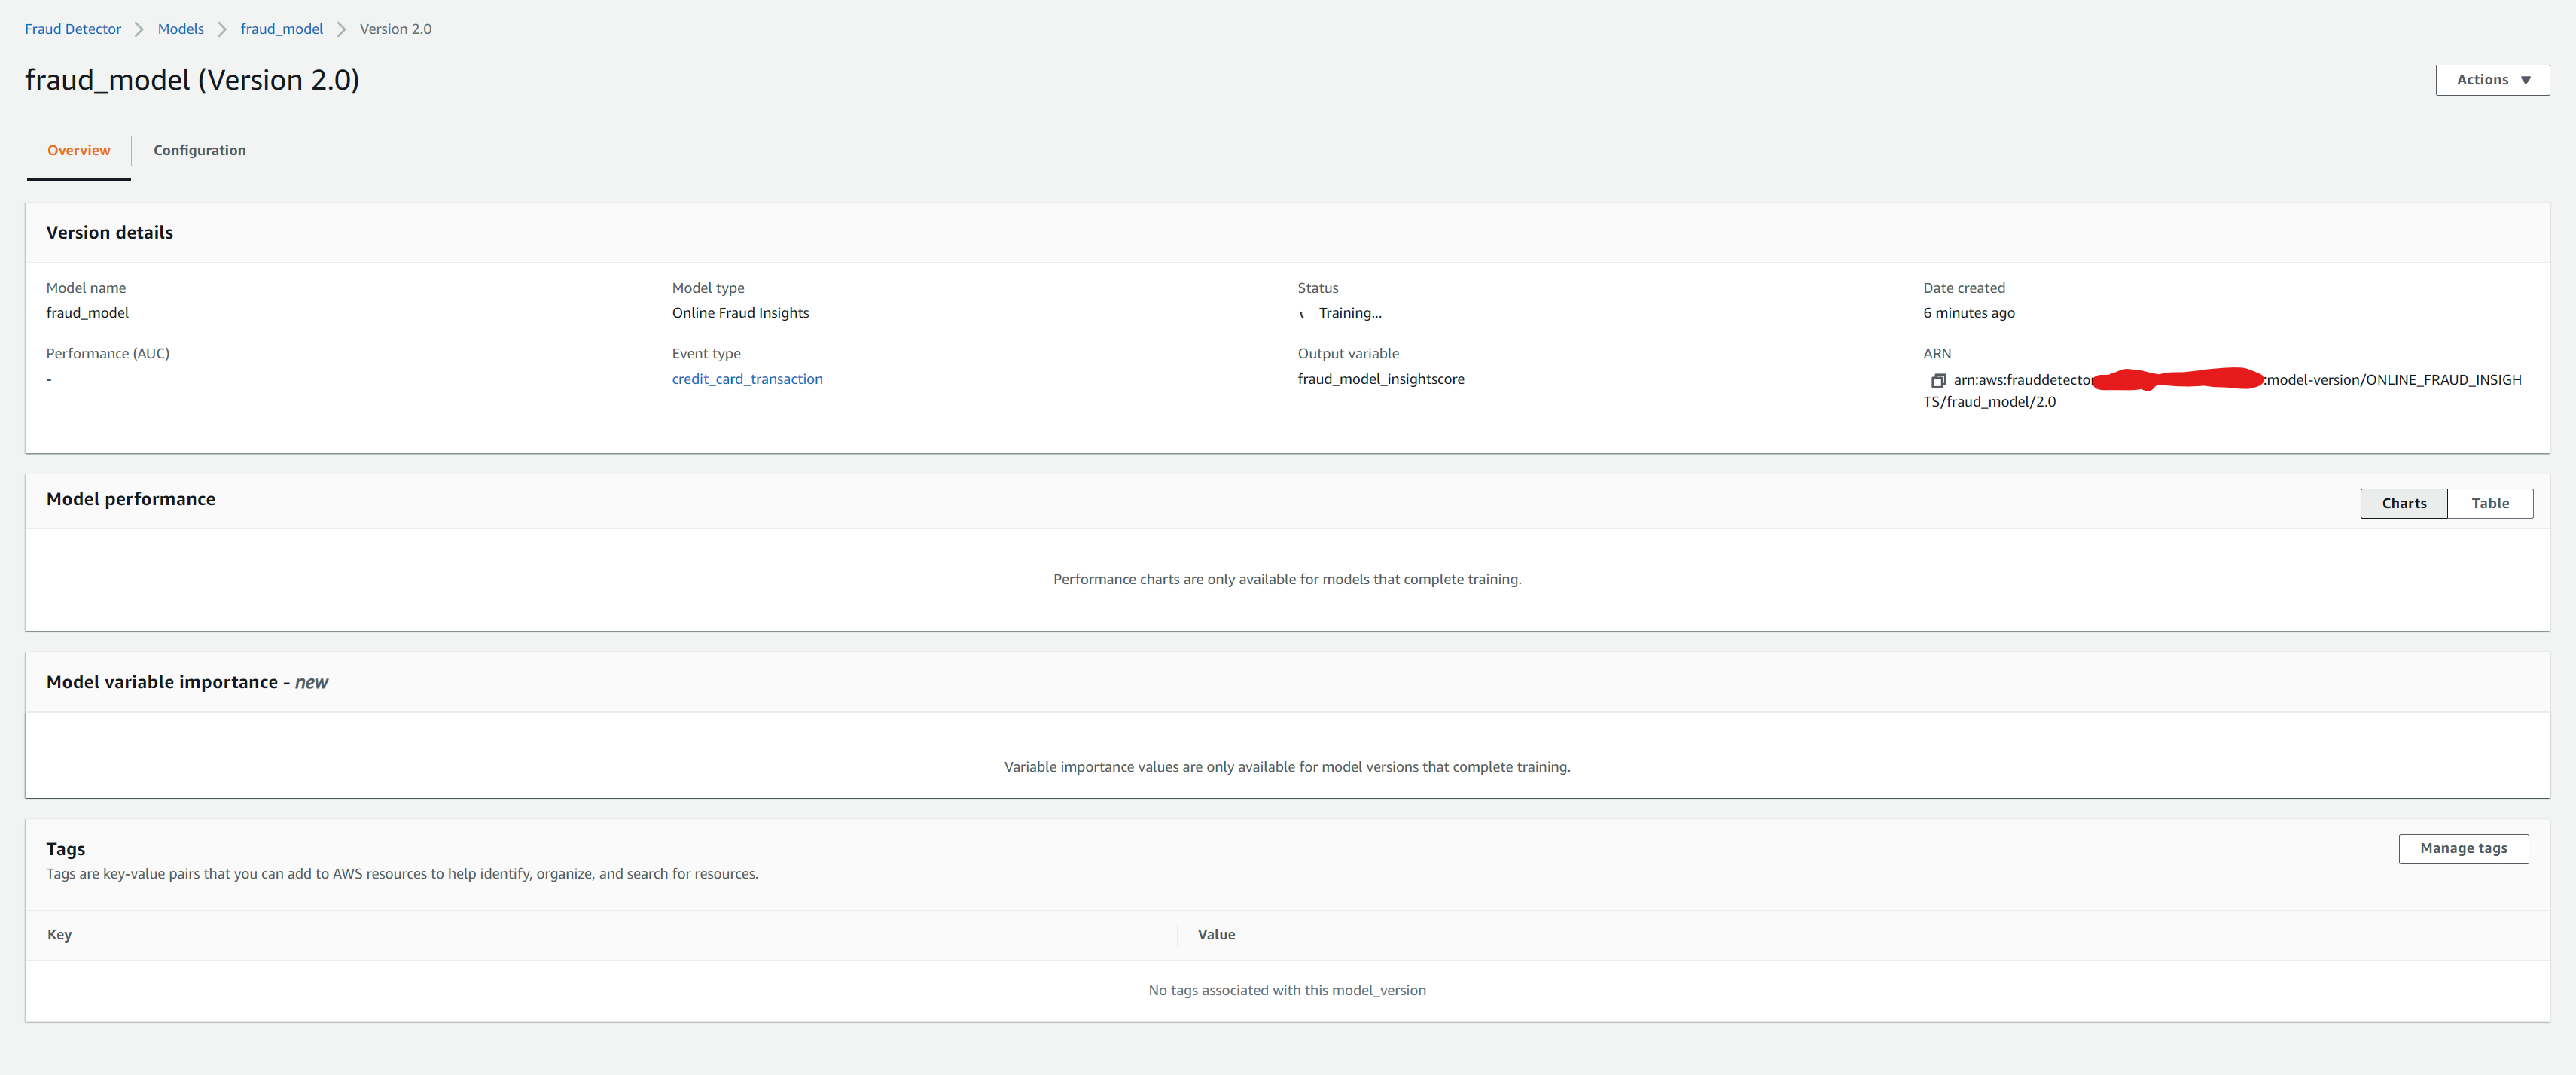 Fraud Detector > Models > fraud_model > Version 2.0
fraud_model (Version 2.0)
Actions
Overview
Configuration
Version details
Model name
Model type
Status
Date created
fraud_model
Online Fraud Insights
Training...
6 minutes ago
Performance (AUC)
Event type
Output variable
ARN
-
credit_card_transaction
fraud_model_insightscore
arn:aws:frauddetector :model-version/ONLINE_FRAUD_INSIGH
TS/fraud_model/2.0
Model performance
Charts
Table
Performance charts are only available for models that complete training.
Model variable importance - new
Variable importance values are only available for model versions that complete training.
Tags
Manage tags
Tags are key-value pairs that you can add to AWS resources to help identify, organize, and search for resources.
Key
Value
No tags associated with this model_version